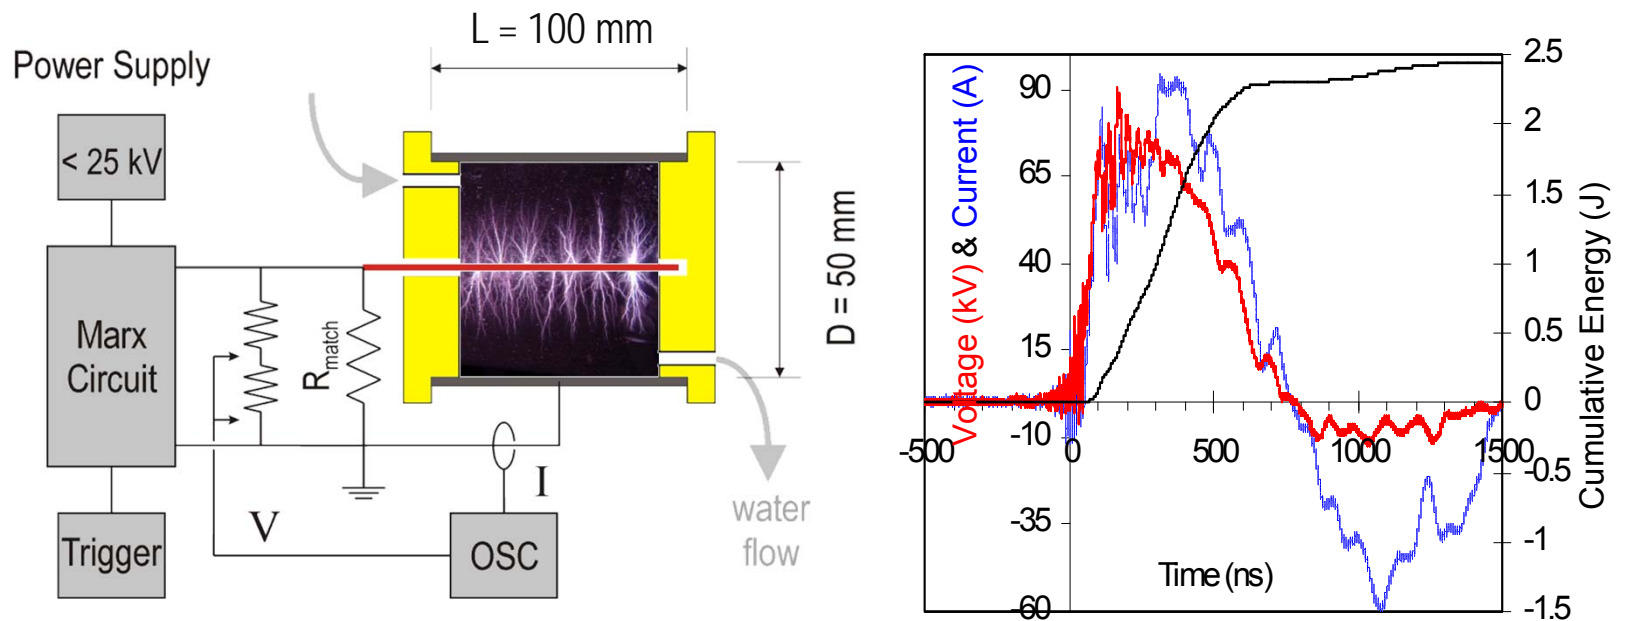 L = 100 mm
Power Supply
< 25 kV
Marx
Circuit
Trigger
R match
V
I
OSC
D = 50 mm
water
flow
Voltage (kV) & Current (A)
90
65
40
15
-10
-35
-60
-500
0
500
1000
1500
Time (ns)
2.5
2
1.5
1
0.5
0
-0.5
-1
-1.5
Cumulative Energy (J)